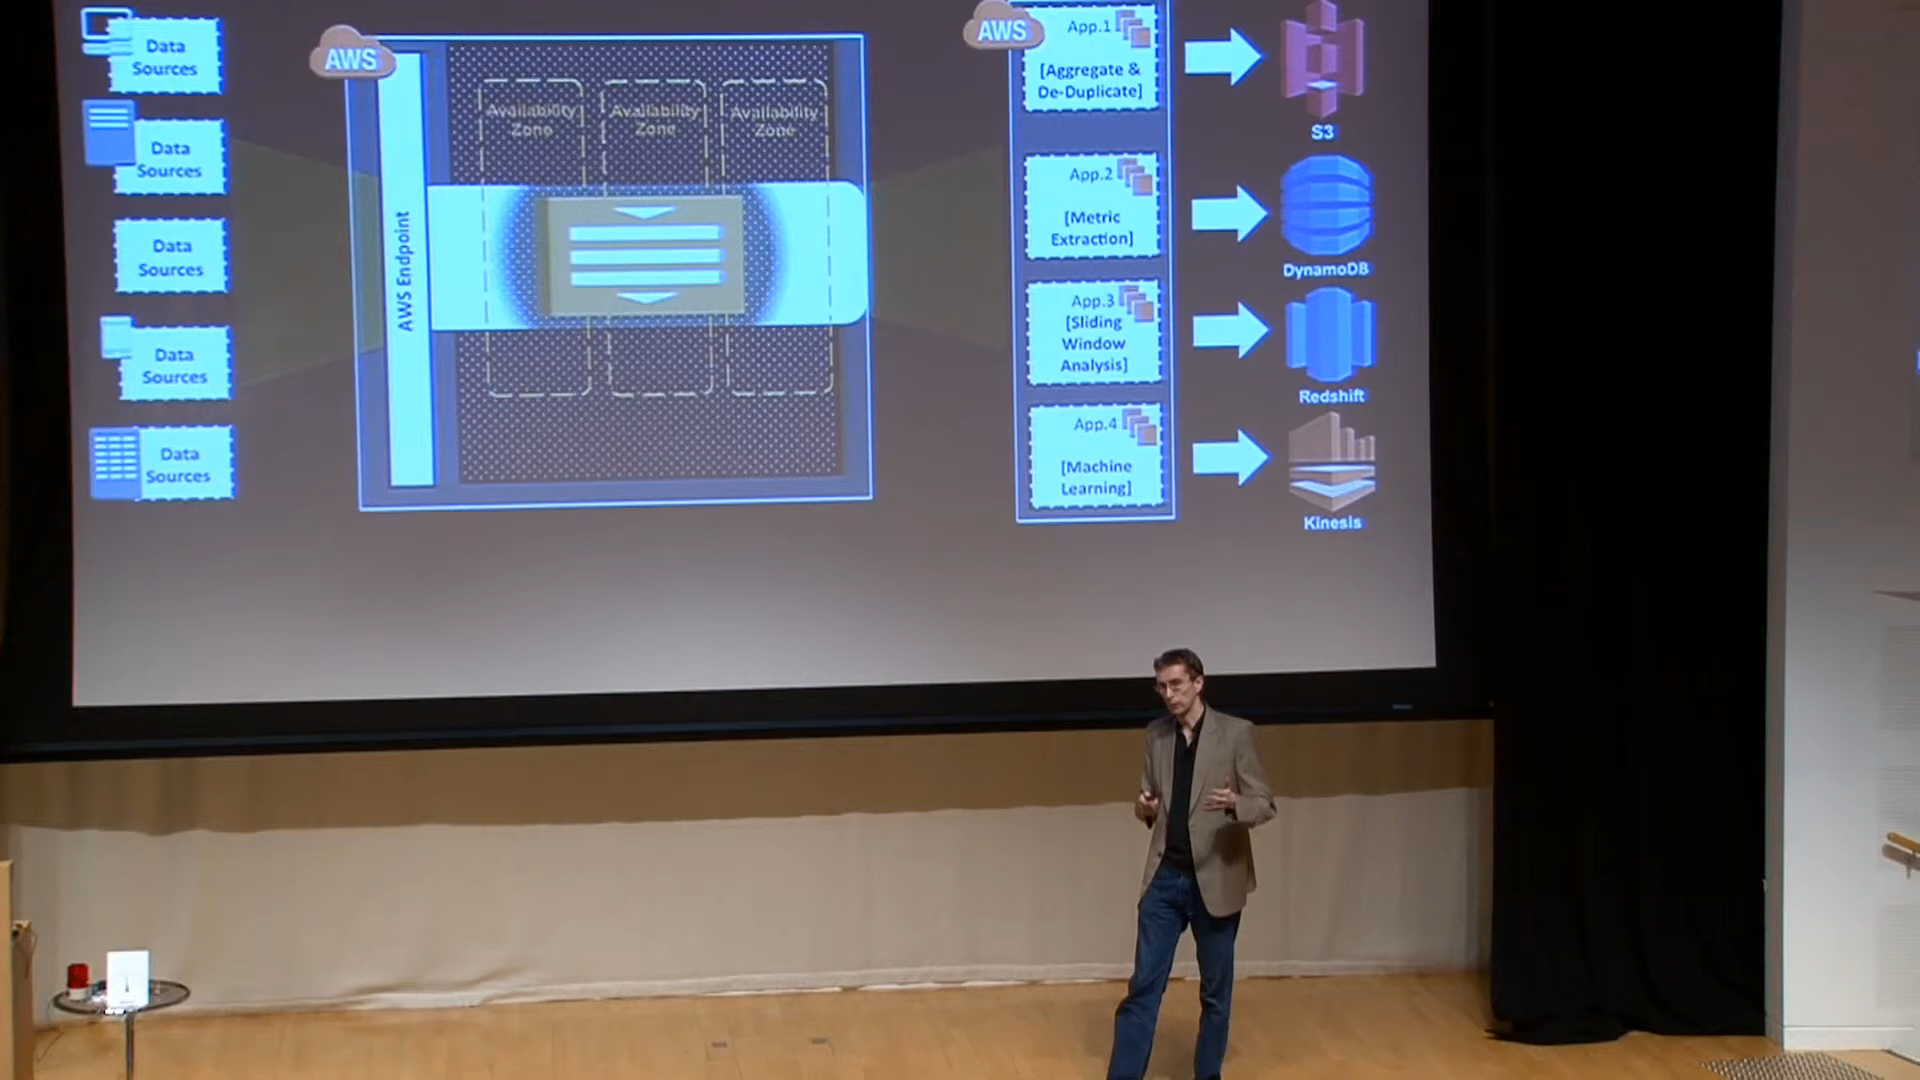 Data
Sources
Data
Sources
Data
Sources
Data
Sources
Data
Sources
AWS
AWS Endpoint
Availability
Zone
Availability
Zone
Availability
Zone
AWS
App.1
[Aggregate &
De-Duplicate]
App.2
[Metric
Extraction]
App.3
[Sliding
Window
Analysis]
App.4
[Machine
Learning]
S3
DynamoDB
Redshift
Kinesis